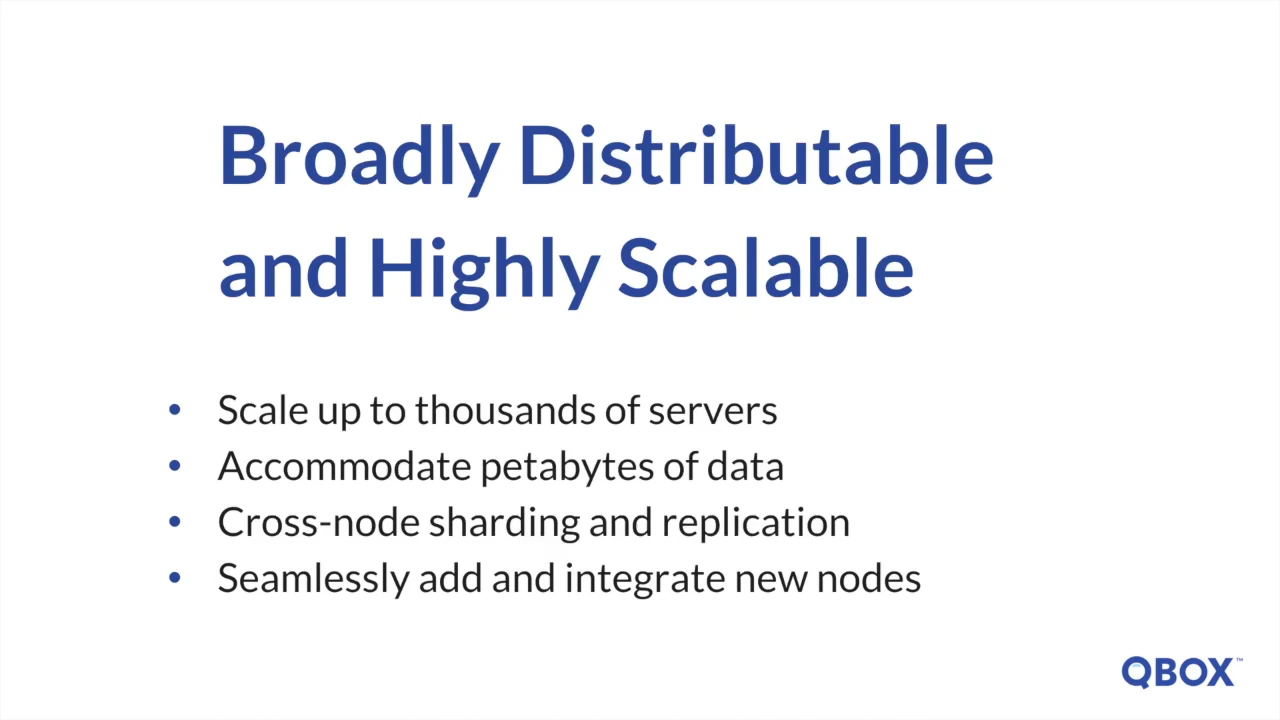 Broadly Distributable
and Highly Scalable
• Scale up to thousands of servers
• Accommodate petabytes of data
• Cross-node sharding and replication
• Seamlessly add and integrate new nodes
QBOX™